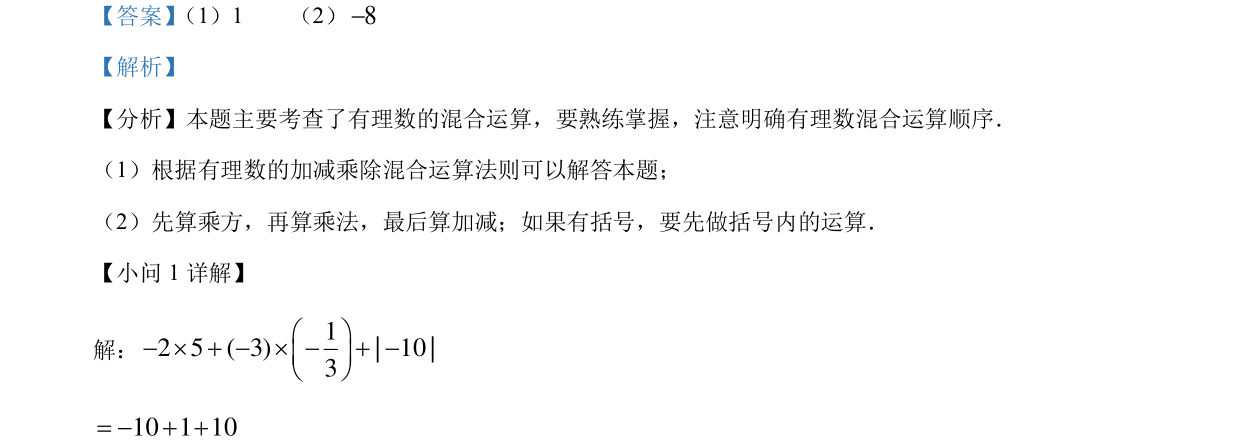 【答案】（1）1 （2）−8
【解析】
【分析】本题主要考查了有理数的混合运算，要熟练掌握，注意明确有理数混合运算顺序．
（1）根据有理数的加减乘除混合运算法则可以解答本题；
（2）先算乘方，再算乘法，最后算加减；如果有括号，要先做括号内的运算．
【小问 1 详解】
解：−2×5+(−3)×(−1/3)+|−10|
=−10+1+10